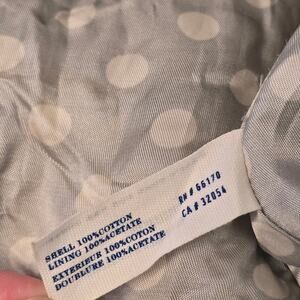 SHELL 100%COTTON
LINING 100%ACETATE
EXTERIEUR 100%COTON
DOUBLURE 100%ACETATE
RN # 66170
CA # 32054